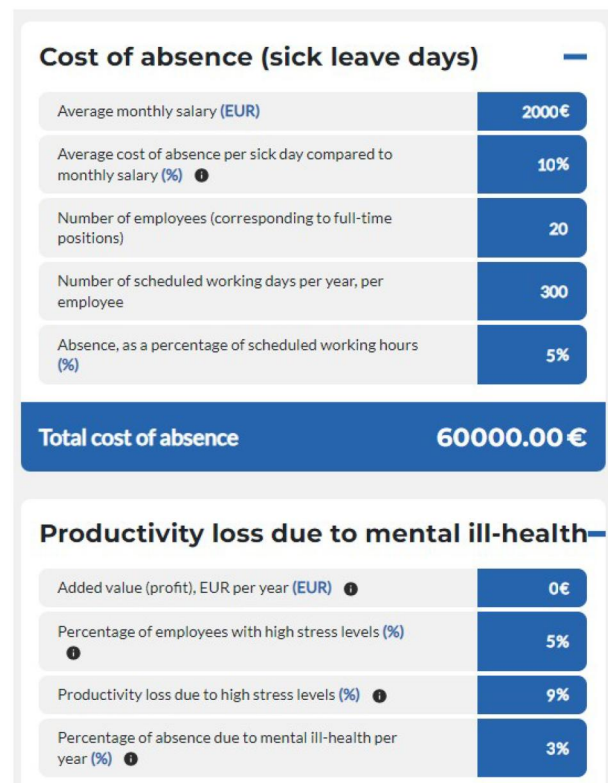 Cost of absence (sick leave days)
Average monthly salary (EUR) 2000€
Average cost of absence per sick day compared to
monthly salary (%) 10%
Number of employees (corresponding to full-time
positions) 20
Number of scheduled working days per year, per
employee 300
Absence, as a percentage of scheduled working hours
(%) 5%
Total cost of absence 60000.00€
Productivity loss due to mental ill-health
Added value (profit), EUR per year (EUR) 0€
Percentage of employees with high stress levels (%)
5%
Productivity loss due to high stress levels (%) 9%
Percentage of absence due to mental ill-health per
year (%) 3%